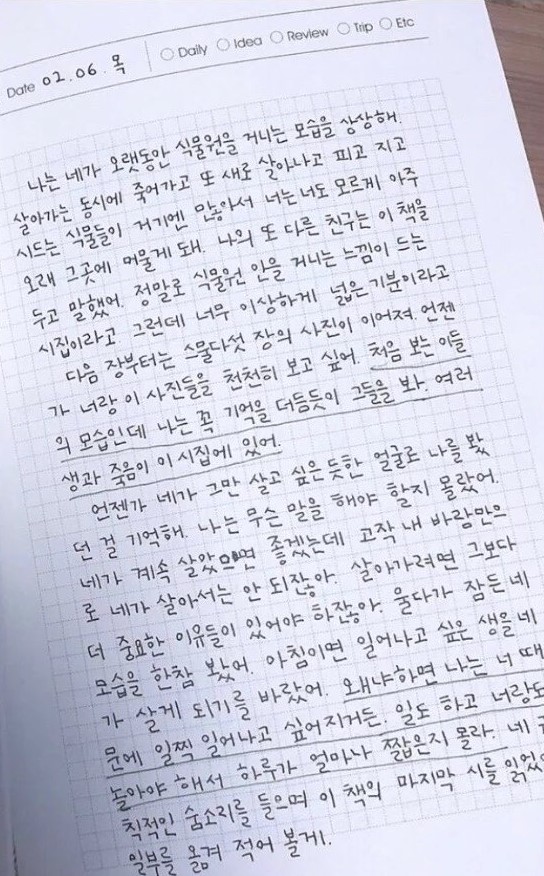 Date 02.06.목 Daily Idea Review Trip Etc
나는 네가 오랫동안 식물원을 거니는 모습을 상상해.
살아가는 동시에 죽어가고 또 새로 살아나고 피고 지고
시드는 식물들이 거기엔 많아서 너는 너도 모르게 아주
오래 그곳에 머물게 돼. 나의 또 다른 친구는 이 책을
두고 말했어. 정말로 식물원 안을 거니는 느낌이 드는
시집이라고 그런데 너무 이상하게 넓은 기분이라고
다음 장부터는 스물다섯 장의 사진이 이어져. 언젠
가 너랑 이 사진들을 천천히 보고 싶어. 처음 보는 이들
의 모습인데 나는 꼭 기억을 더듬듯이 그들을 봐. 여러
생과 죽음이 이 시집에 있어.
언젠가 네가 그만 살고 싶은 듯한 얼굴로 나를 봤
던 걸 기억해. 나는 무슨 말을 해야 할지 몰랐어.
네가 계속 살았으면 좋겠는데 고작 내 바람만으
로 네가 살아서는 안 되잖아. 살아가려면 그보다
더 중요한 이유들이 있어야 하잖아. 울다가 잠든 네
모습을 한참 봤어. 아침이면 일어나고 싶은 생을 네
가 살게 되기를 바랐어. 왜냐하면 나는 너 때
문에 일찍 일어나고 싶어지거든. 일도 하고 너랑도
놀아야 해서 하루가 얼마나 짧은지 몰라. 네
칙적인 숨소리를 들으며 이 책의 마지막 시를 읽었
일부를 옮겨 적어 볼게.